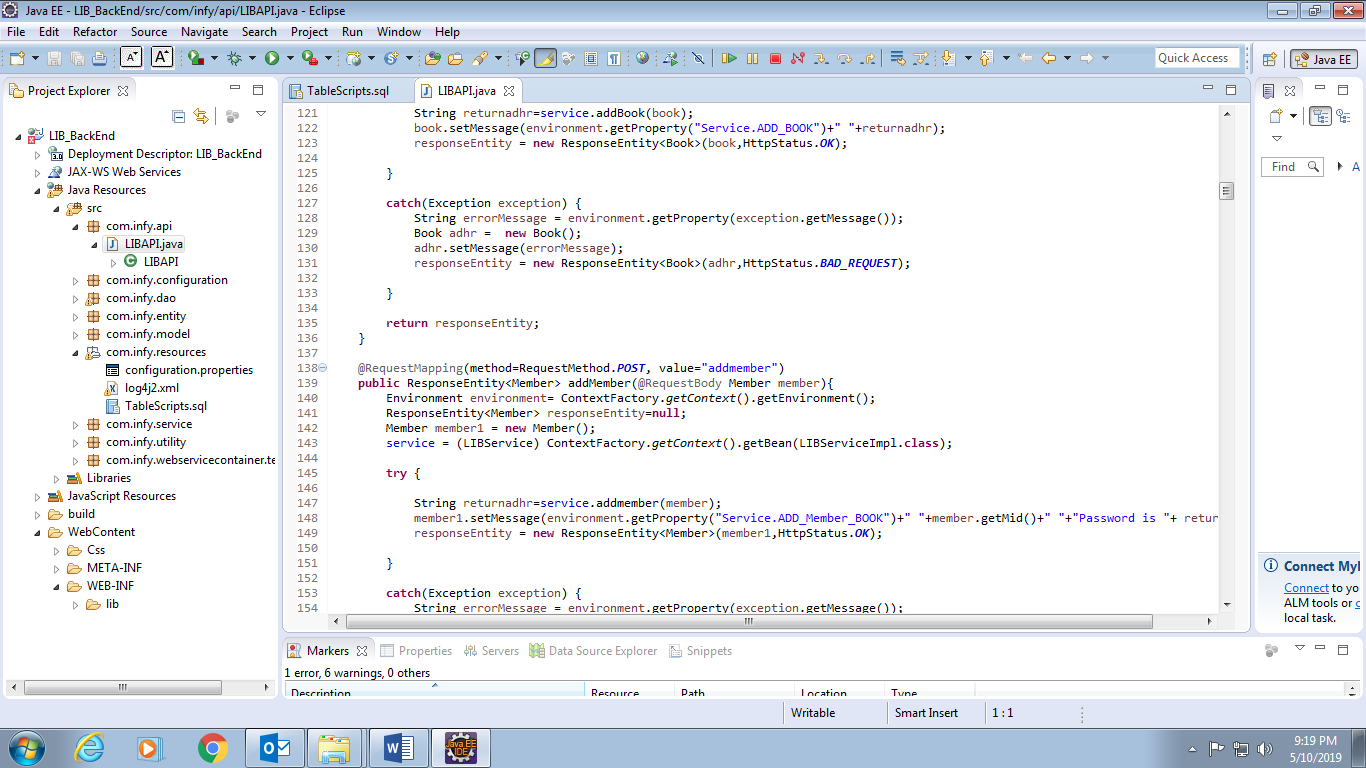 Java EE - LIB_BackEnd/src/com/infy/api/LIBAPI.java - Eclipse
File Edit Refactor Source Navigate Search Project Run Window Help
Quick Access
Java EE
Project Explorer
LIB_BackEnd
Deployment Descriptor: LIB_BackEnd
JAX-WS Web Services
Java Resources
src
com.infy.api
LIBAPI.java
LIBAPI
com.infy.configuration
com.infy.dao
com.infy.entity
com.infy.model
com.infy.resources
configuration.properties
log4j2.xml
TableScripts.sql
com.infy.service
com.infy.utility
com.infy.webservicecontainer.te
Libraries
JavaScript Resources
build
WebContent
Css
META-INF
WEB-INF
lib
TableScripts.sql LIBAPI.java
121 String returnadhr=service.addBook(book);
122 book.setMessage(environment.getProperty("Service.ADD_BOOK")+" "+returnadhr);
123 responseEntity = new ResponseEntity<Book>(book,HttpStatus.OK);
124
125 }
126
127 catch(Exception exception) {
128 String errorMessage = environment.getProperty(exception.getMessage());
129 Book adhr =  new Book();
130 adhr.setMessage(errorMessage);
131 responseEntity = new ResponseEntity<Book>(adhr,HttpStatus.BAD_REQUEST);
132
133 }
134
135 return responseEntity;
136 }
137
138 @RequestMapping(method=RequestMethod.POST, value="addmember")
139 public ResponseEntity<Member> addMember(@RequestBody Member member){
140 Environment environment= ContextFactory.getContext().getEnvironment();
141 ResponseEntity<Member> responseEntity=null;
142 Member member1 = new Member();
143 service = (LIBService) ContextFactory.getContext().getBean(LIBServiceImpl.class);
144
145 try {
146
147 String returnadhr=service.addmember(member);
148 member1.setMessage(environment.getProperty("Service.ADD_Member_BOOK")+" "+member.getMid()+" "+"Password is "+ retur
149 responseEntity = new ResponseEntity<Member>(member1,HttpStatus.OK);
150
151 }
152
153 catch(Exception exception) {
154 String errorMessage = environment.getProperty(exception.getMessage());
Find
A
Connect Myl
Connect to yo
ALM tools or c
local task.
Markers Properties Servers Data Source Explorer Snippets
1 error, 6 warnings, 0 others
Description Resource Path Location Type
Writable Smart Insert 1 : 1
Java EE
IDE
9:19 PM
5/10/2019